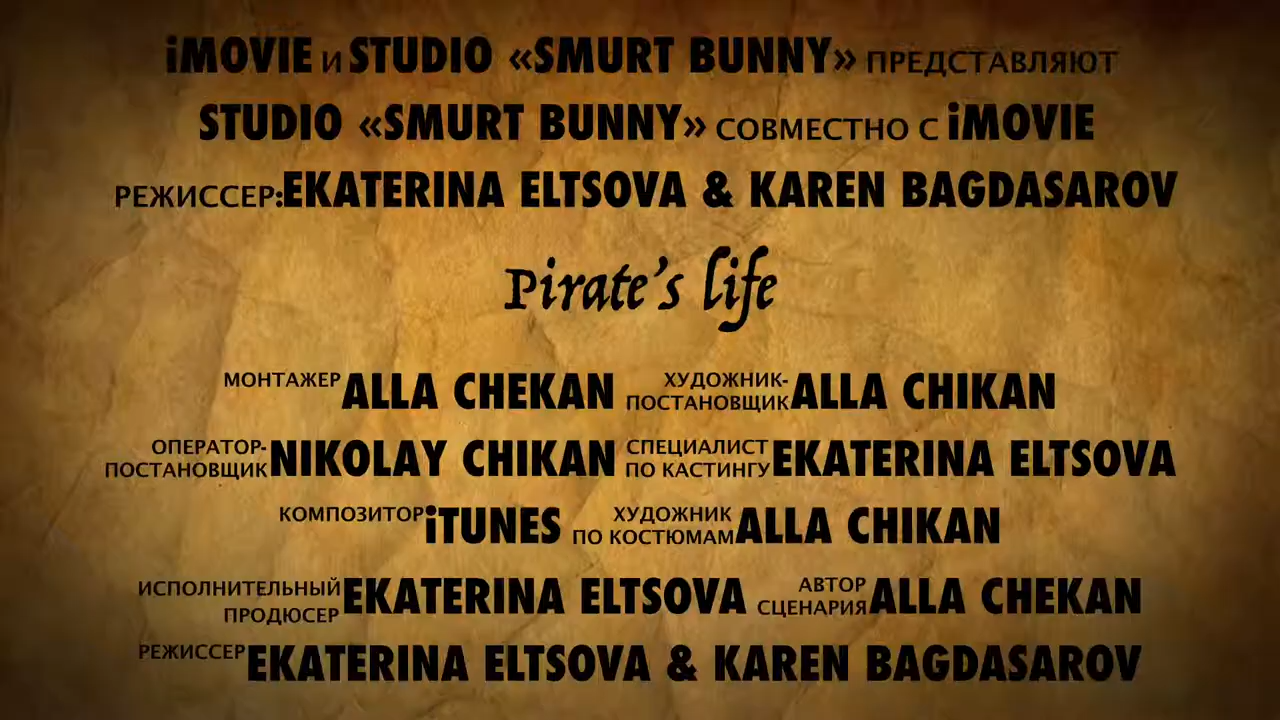 iMOVIE И STUDIO «SMURT BUNNY» ПРЕДСТАВЛЯЮТ
STUDIO «SMURT BUNNY» СОВМЕСТНО С iMOVIE
РЕЖИССЕР:EKATERINA ELTSOVA & KAREN BAGDASAROV
Pirate's life
МОНТАЖЕР ALLA CHEKAN ХУДОЖНИК-ПОСТАНОВЩИК ALLA CHIKAN
ОПЕРАТОР-ПОСТАНОВЩИК NIKOLAY CHIKAN СПЕЦИАЛИСТ ПО КАСТИНГУ EKATERINA ELTSOVA
КОМПОЗИТОР iTUNES ХУДОЖНИК ПО КОСТЮМАМ ALLA CHIKAN
ИСПОЛНИТЕЛЬНЫЙ ПРОДЮСЕР EKATERINA ELTSOVA АВТОР СЦЕНАРИЯ ALLA CHEKAN
РЕЖИССЕР EKATERINA ELTSOVA & KAREN BAGDASAROV